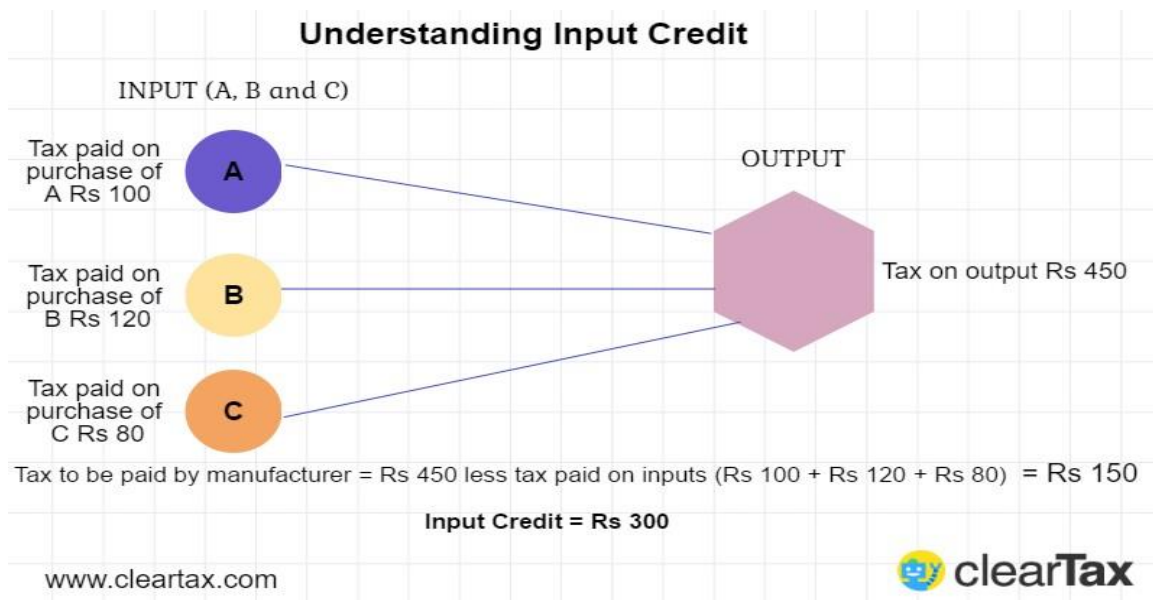 Understanding Input Credit
INPUT (A, B and C)
Tax paid on
purchase of
A Rs 100
A
OUTPUT
Tax paid on
purchase of
B Rs 120
B
Tax on output Rs 450
Tax paid on
purchase of
C Rs 80
C
Tax to be paid by manufacturer = Rs 450 less tax paid on inputs (Rs 100 + Rs 120 + Rs 80) = Rs 150
Input Credit = Rs 300
www.cleartax.com
clearTax